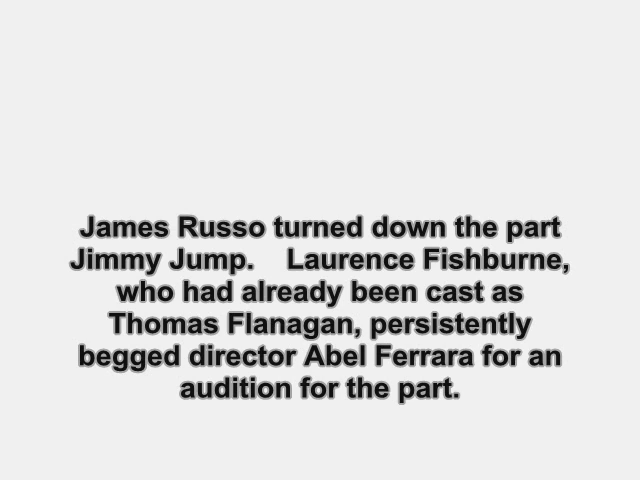 James Russo turned down the part
Jimmy Jump.    Laurence Fishburne,
who had already been cast as
Thomas Flanagan, persistently
begged director Abel Ferrara for an
audition for the part.